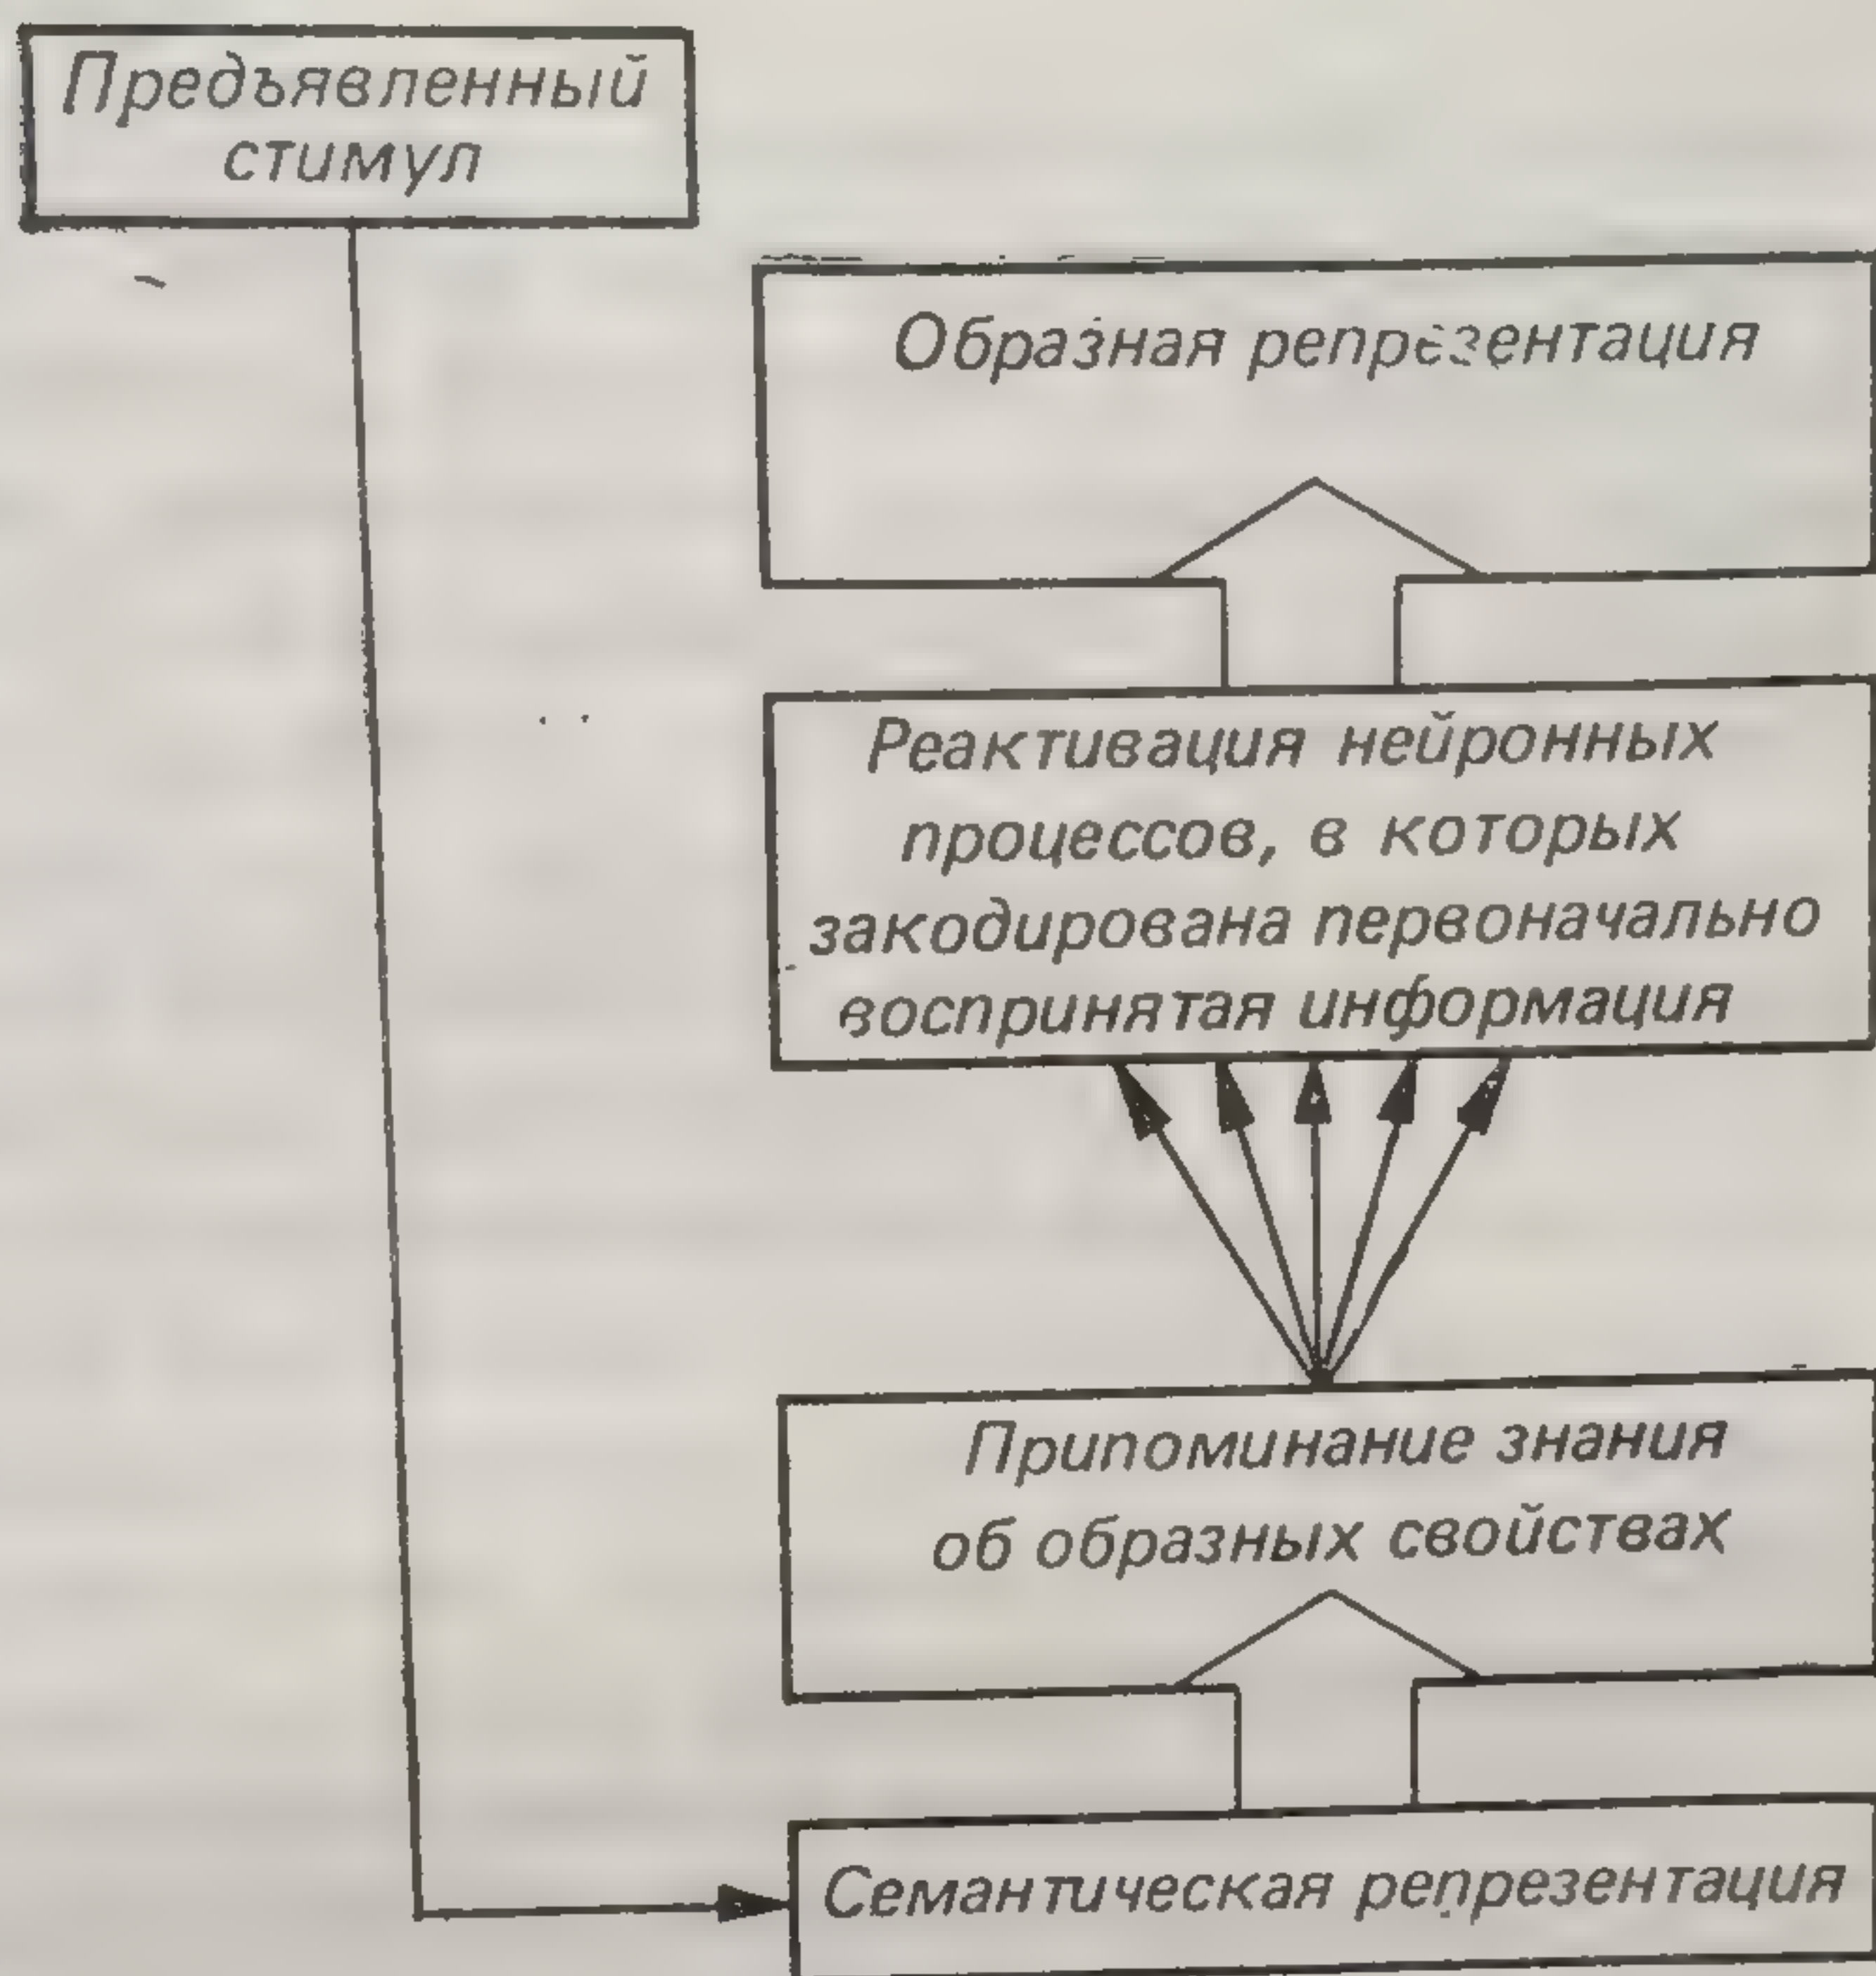 Предъявленный
стимул
Образная репрезентация
Реактивация нейронных
процессов, в которых
закодирована первоначально
воспринятая информация
Припоминание знания
об образных свойствах
Семантическая репрезентация